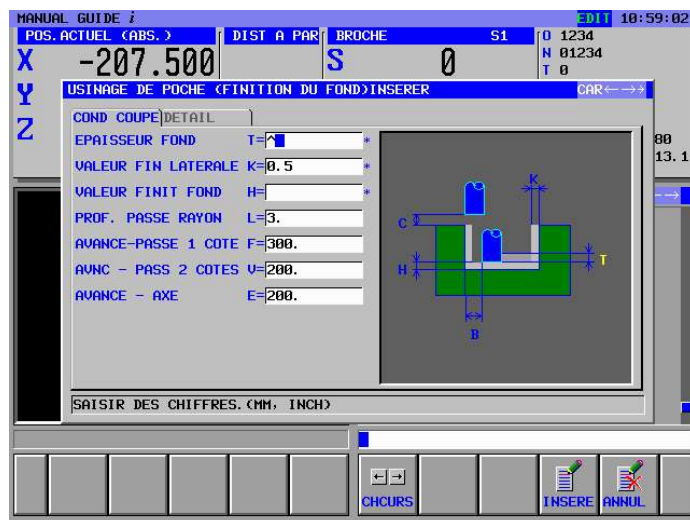 MANUAL GUIDE i EDIT 10:59:02
POS.ACTUEL (ABS.) DIST A PAR BROCHE S1 O 1234
N 01234
X -207.500 S 0 T 0
Y
USINAGE DE POCHE (FINITION DU FOND)INSERER CAR←→
COND COUPE DETAIL
Z
EPAISSEUR FOND T=^ *
80
VALEUR FIN LATERALE K=0.5 *
13.1
VALEUR FINIT FOND H= *
PROF. PASSE RAYON L=3.
AVANCE-PASSE 1 COTE F=300.
AVNC - PASS 2 COTES V=200.
AVANCE - AXE E=200.
K
C
T
H
B
SAISIR DES CHIFFRES.(MM, INCH)
CHCURS INSERE ANNUL